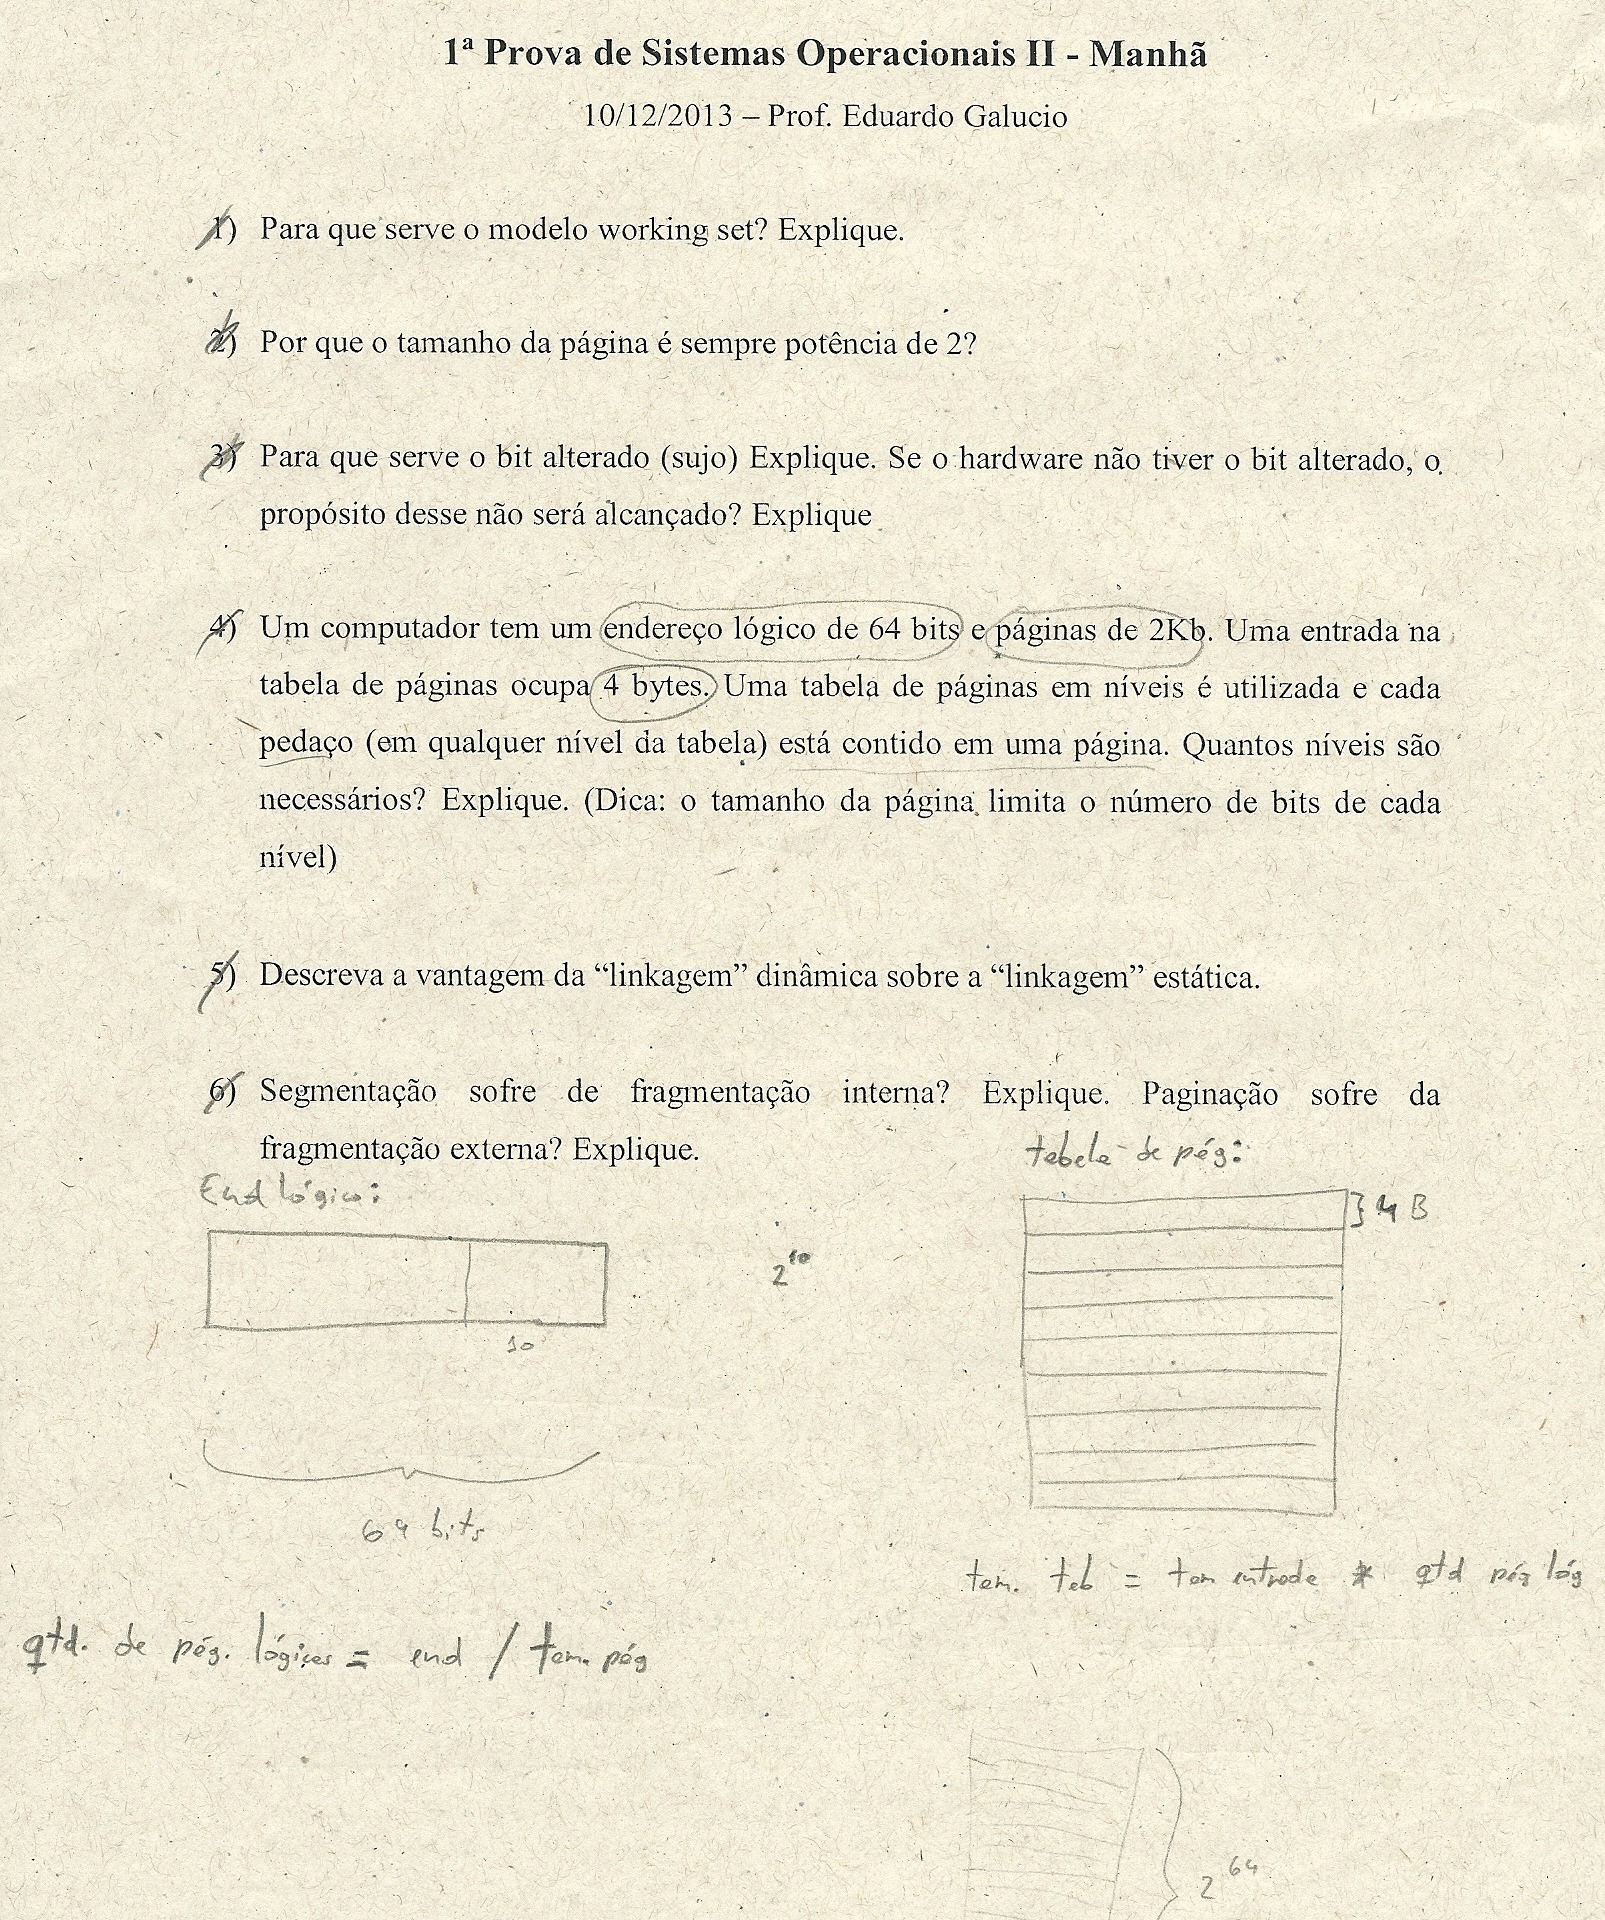 1ª Prova de Sistemas Operacionais II - Manhã
10/12/2013 – Prof. Eduardo Galucio
1) Para que serve o modelo working set? Explique.
2) Por que o tamanho da página é sempre potência de 2?
3) Para que serve o bit alterado (sujo) Explique. Se o hardware não tiver o bit alterado, o
propósito desse não será alcançado? Explique
4) Um computador tem um endereço lógico de 64 bits e páginas de 2Kb. Uma entrada na
tabela de páginas ocupa 4 bytes. Uma tabela de páginas em níveis é utilizada e cada
pedaço (em qualquer nível da tabela) está contido em uma página. Quantos níveis são
necessários? Explique. (Dica: o tamanho da página limita o número de bits de cada
nível)
5) Descreva a vantagem da “linkagem” dinâmica sobre a “linkagem” estática.
6) Segmentação sofre de fragmentação interna? Explique. Paginação sofre da
fragmentação externa? Explique.
tabela de pág:
End lógico:
4 B
2^10
10
64 bits
tam. tab = tam entrada * qtd pág lóg
qtd. de pág. lógicas = end / tam. pág
2^64